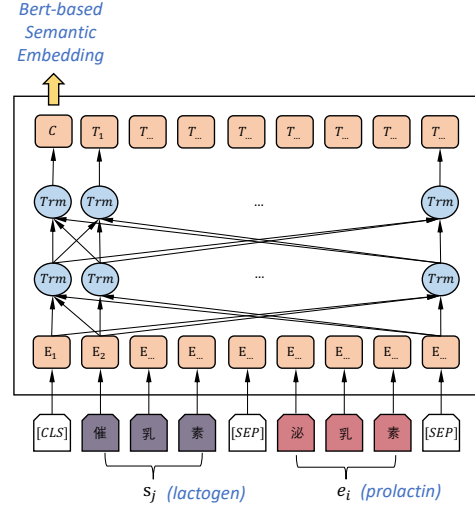 Bert-based
Semantic
Embedding
C T₁ T... T... T... T... T... T... T...
Trm Trm ... Trm
Trm Trm ... Trm
E₁ E₂ E... E... E... E... E... E... E...
[CLS] 催 乳 素 [SEP] 泌 乳 素 [SEP]
sⱼ (lactogen) eᵢ (prolactin)